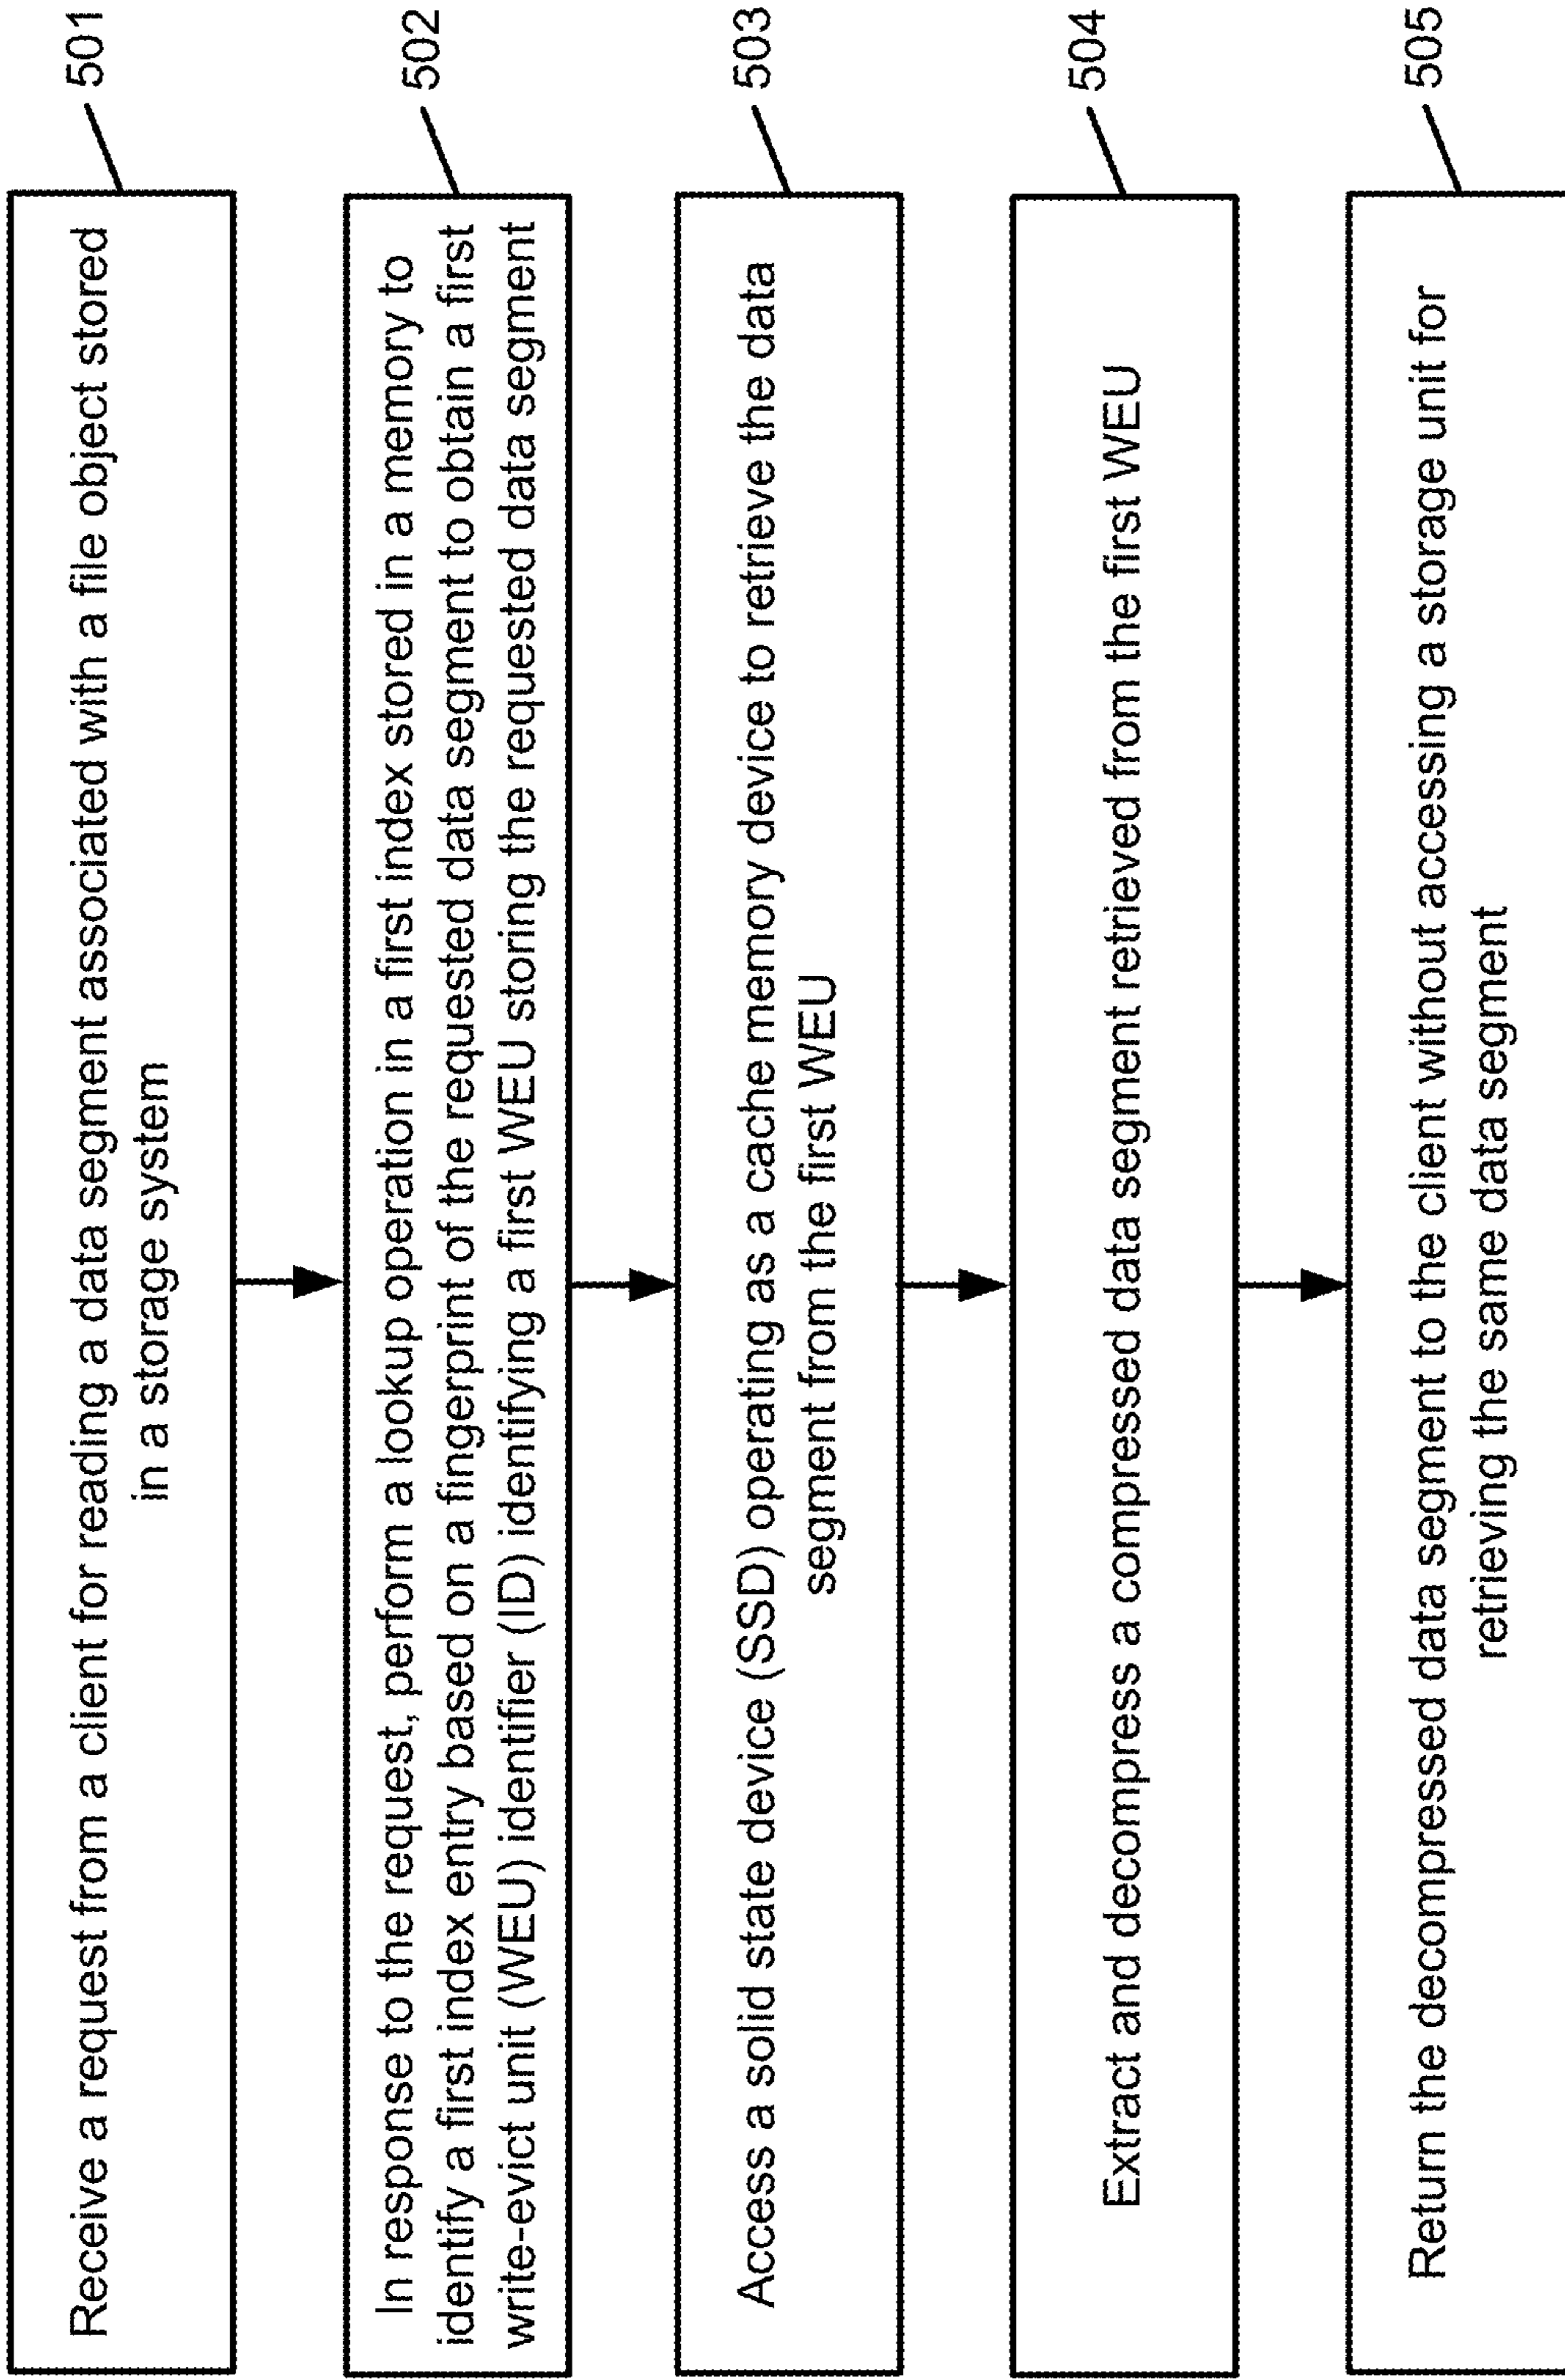 Receive a request from a client for reading a data segment associated with a file object stored
in a storage system
501
In response to the request, perform a lookup operation in a first index stored in a memory to
identify a first index entry based on a fingerprint of the requested data segment to obtain a first
write-evict unit (WEU) identifier (ID) identifying a first WEU storing the requested data segment
502
Access a solid state device (SSD) operating as a cache memory device to retrieve the data
segment from the first WEU
503
Extract and decompress a compressed data segment retrieved from the first WEU
504
Return the decompressed data segment to the client without accessing a storage unit for
retrieving the same data segment
505